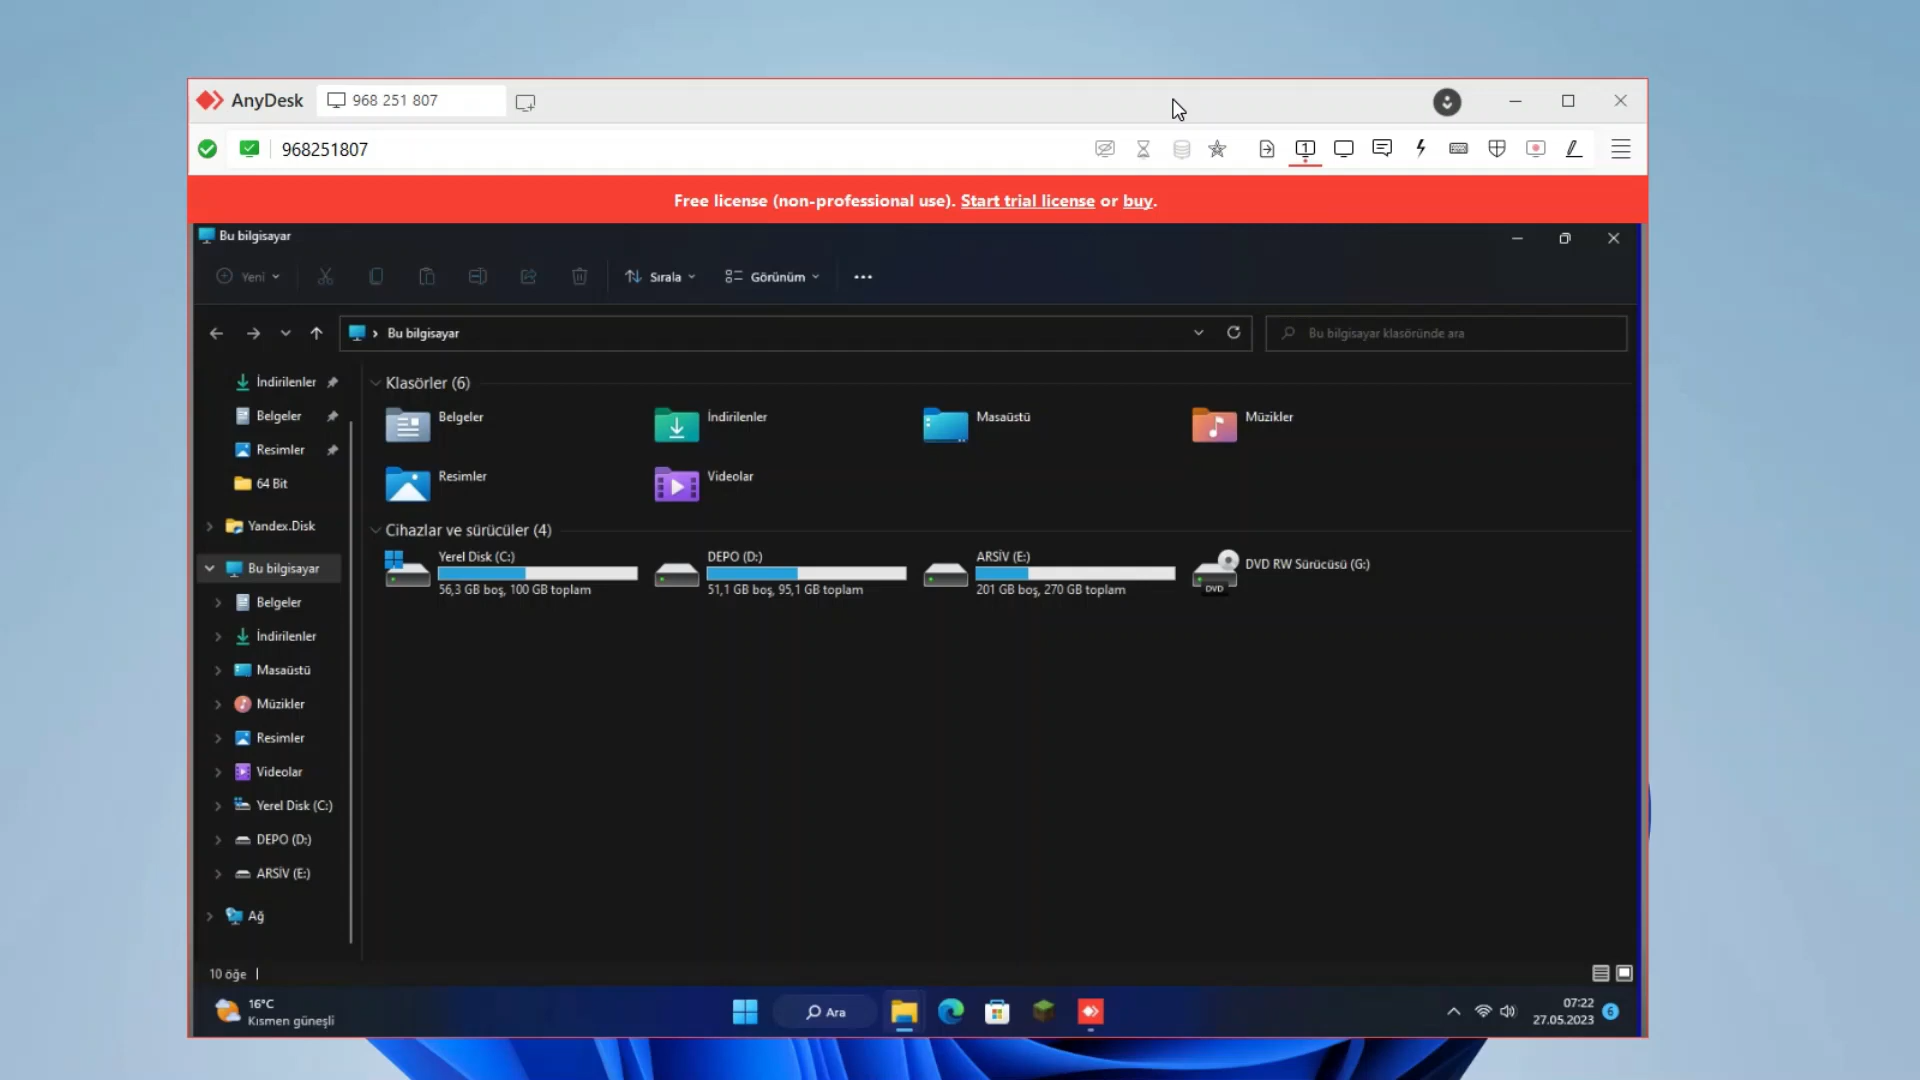 AnyDesk
968 251 807
968251807
1
Free license (non-professional use). Start trial license or buy.
Bu bilgisayar
Yeni
Sırala
Görünüm
Bu bilgisayar
Bu bilgisayar klasöründe ara
İndirilenler
Belgeler
Resimler
64 Bit
Yandex.Disk
Bu bilgisayar
Belgeler
İndirilenler
Masaüstü
Müzikler
Resimler
Videolar
Yerel Disk (C:)
DEPO (D:)
ARSİV (E:)
Ağ
Klasörler (6)
Belgeler
İndirilenler
Masaüstü
Müzikler
Resimler
Videolar
Cihazlar ve sürücüler (4)
Yerel Disk (C:)
56,3 GB boş, 100 GB toplam
DEPO (D:)
51,1 GB boş, 95,1 GB toplam
ARSİV (E:)
201 GB boş, 270 GB toplam
DVD RW Sürücüsü (G:)
DVD
10 öğe
16°C
Kısmen güneşli
Ara
07:22
27.05.2023
6